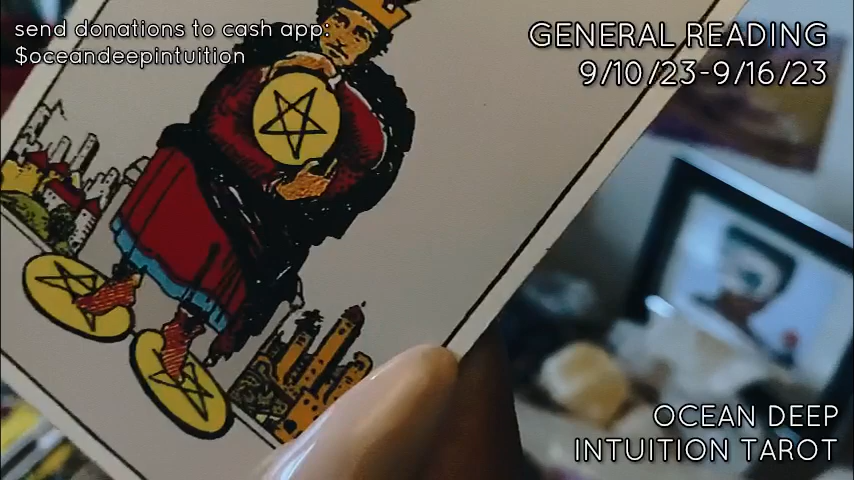 send donations to cash app:
$oceandeepintuition
GENERAL READING
9/10/23-9/16/23
OCEAN DEEP
INTUITION TAROT